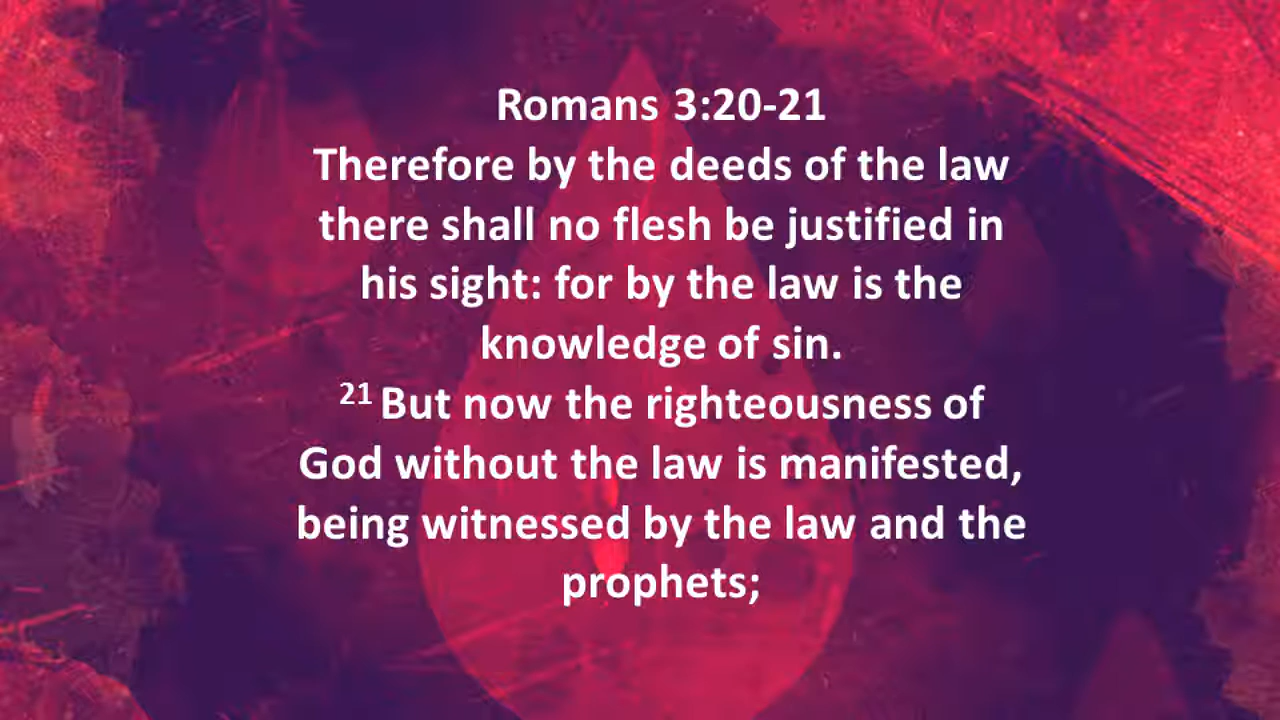 Romans 3:20-21
Therefore by the deeds of the law
there shall no flesh be justified in
his sight: for by the law is the
knowledge of sin.
21 But now the righteousness of
God without the law is manifested,
being witnessed by the law and the
prophets;